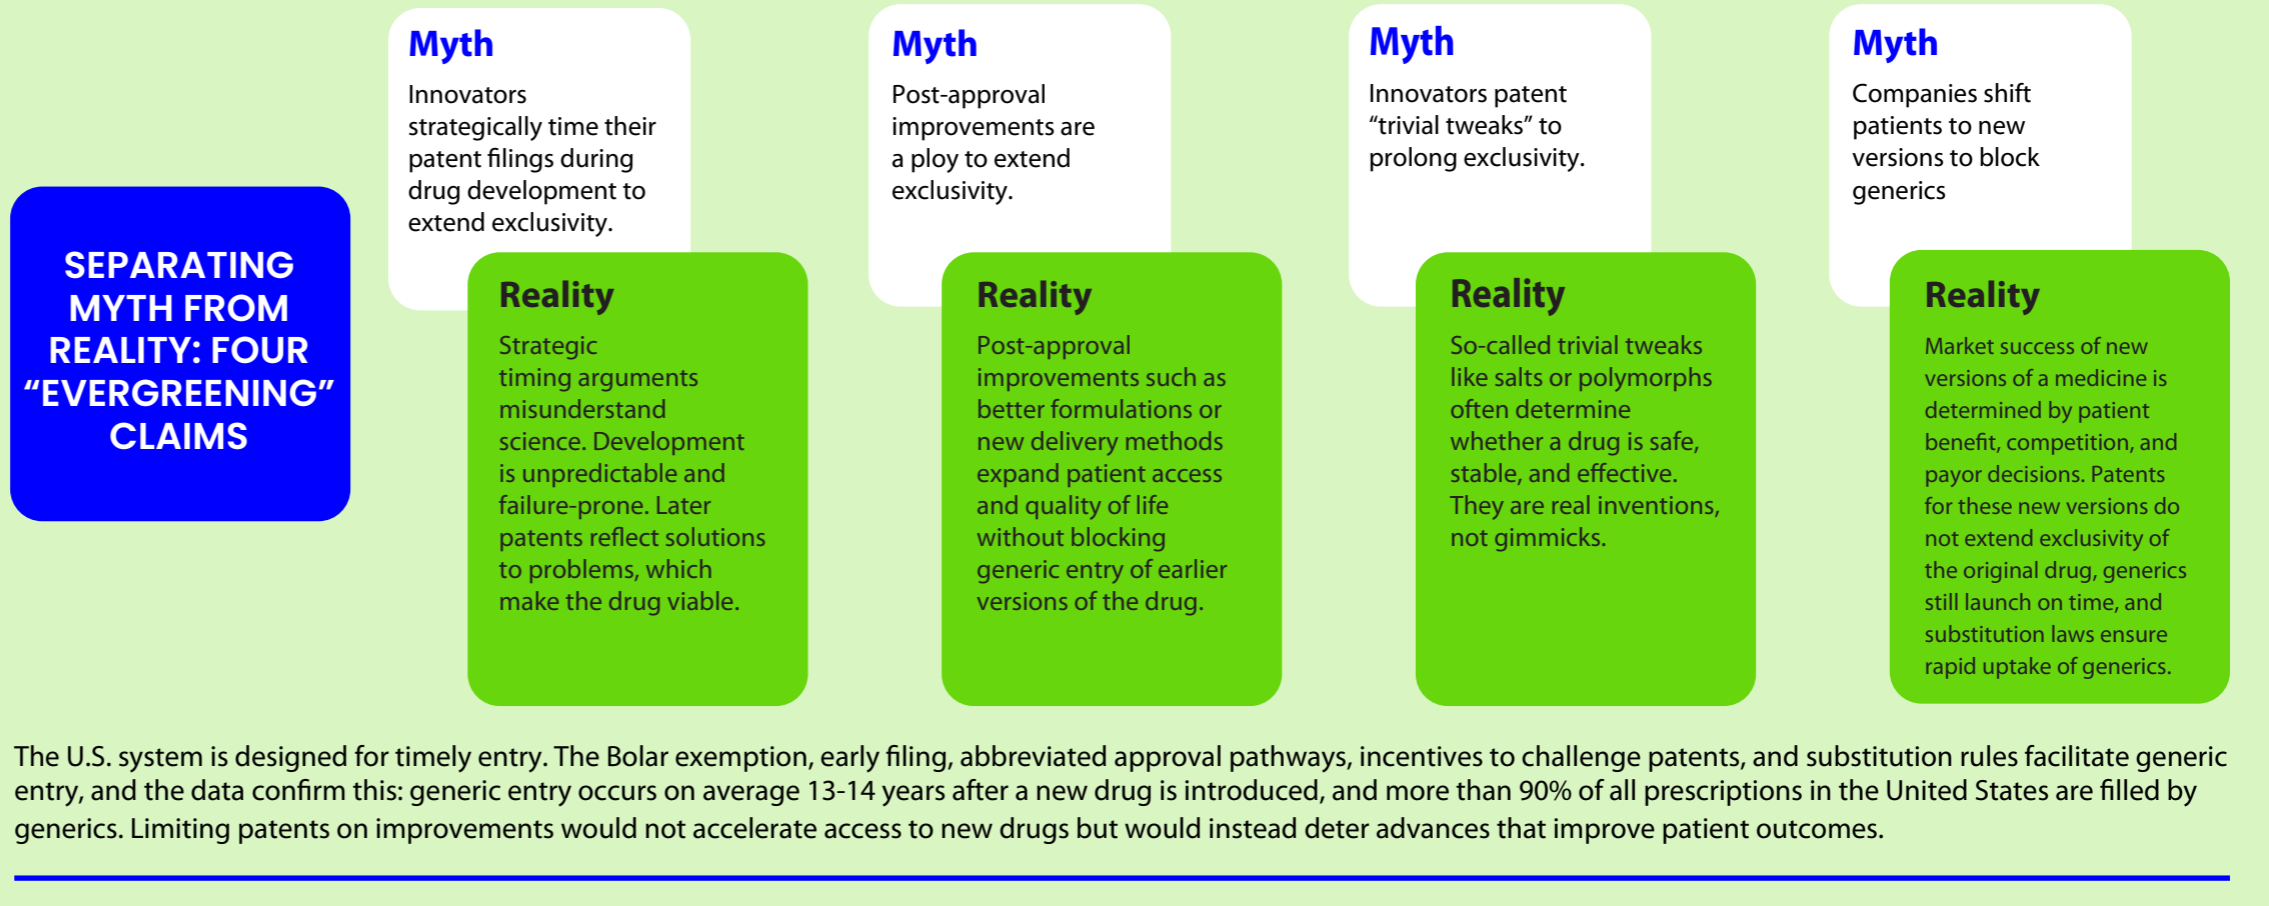 SEPARATING
MYTH FROM
REALITY: FOUR
“EVERGREENING”
CLAIMS
Myth
Innovators
strategically time their
patent filings during
drug development to
extend exclusivity.
Reality
Strategic
timing arguments
misunderstand
science. Development
is unpredictable and
failure-prone. Later
patents reflect solutions
to problems, which
make the drug viable.
Myth
Post-approval
improvements are
a ploy to extend
exclusivity.
Reality
Post-approval
improvements such as
better formulations or
new delivery methods
expand patient access
and quality of life
without blocking
generic entry of earlier
versions of the drug.
Myth
Innovators patent
“trivial tweaks” to
prolong exclusivity.
Reality
So-called trivial tweaks
like salts or polymorphs
often determine
whether a drug is safe,
stable, and effective.
They are real inventions,
not gimmicks.
Myth
Companies shift
patients to new
versions to block
generics
Reality
Market success of new
versions of a medicine is
determined by patient
benefit, competition, and
payor decisions. Patents
for these new versions do
not extend exclusivity of
the original drug, generics
still launch on time, and
substitution laws ensure
rapid uptake of generics.
The U.S. system is designed for timely entry. The Bolar exemption, early filing, abbreviated approval pathways, incentives to challenge patents, and substitution rules facilitate generic
entry, and the data confirm this: generic entry occurs on average 13-14 years after a new drug is introduced, and more than 90% of all prescriptions in the United States are filled by
generics. Limiting patents on improvements would not accelerate access to new drugs but would instead deter advances that improve patient outcomes.